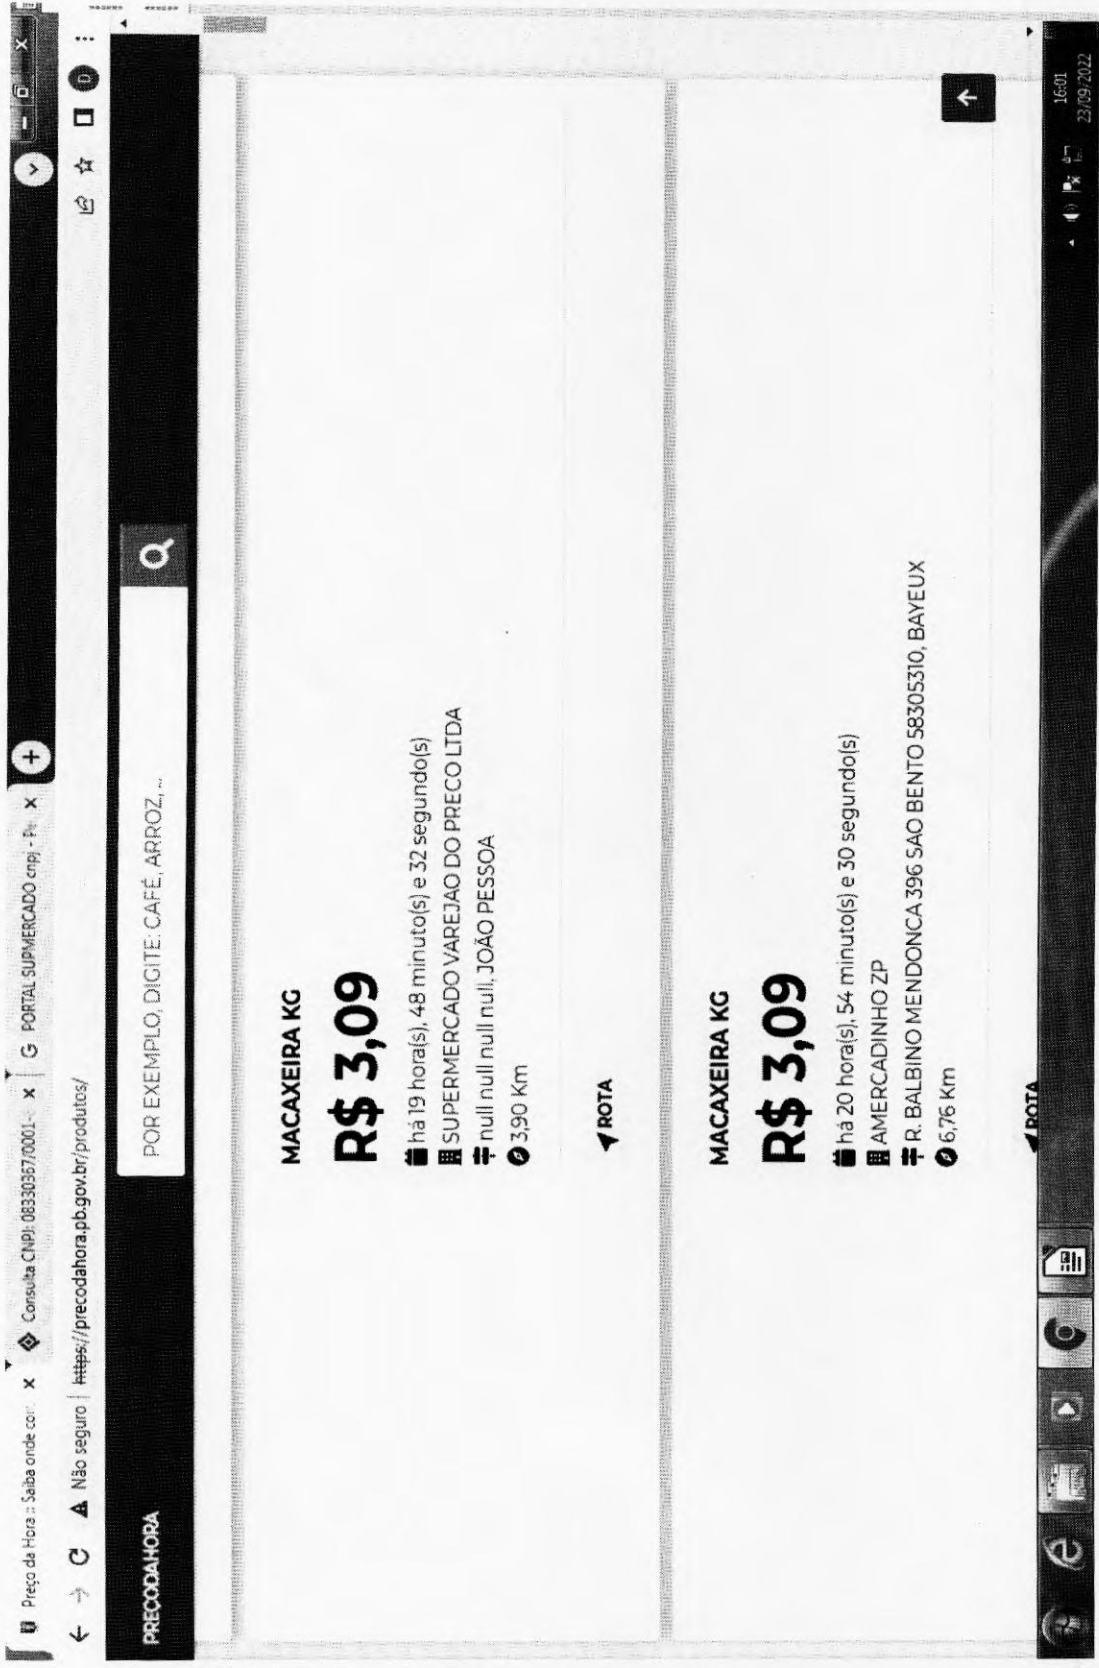 Preço da Hora :: Saiba onde con
Consulta CNPJ: 08330367/0001-
PORTAL SUPMERCADO cnpj - Pe
Não seguro
https://precodahora.pb.gov.br/produtos/
PREÇODAHORA
POR EXEMPLO, DIGITE: CAFÉ, ARROZ, ...
MACAXEIRA KG
R$ 3,09
há 19 hora(s), 48 minuto(s) e 32 segundo(s)
SUPERMERCADO VAREJAO DO PRECO LTDA
null null null, JOÃO PESSOA
3,90 Km
ROTA
MACAXEIRA KG
R$ 3,09
há 20 hora(s), 54 minuto(s) e 30 segundo(s)
AMERCADINHO ZP
R. BALBINO MENDONCA 396 SAO BENTO 58305310, BAYEUX
6,76 Km
ROTA
16:01
23/09/2022